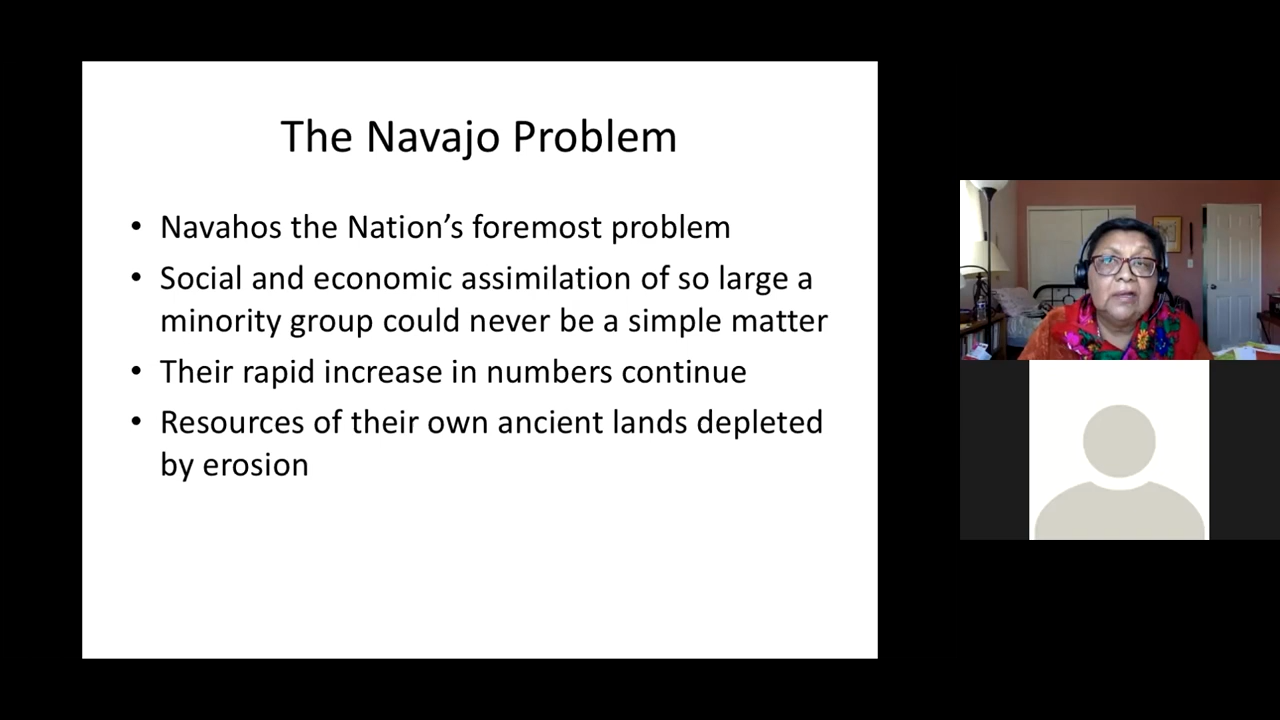 The Navajo Problem
• Navahos the Nation’s foremost problem
• Social and economic assimilation of so large a
minority group could never be a simple matter
• Their rapid increase in numbers continue
• Resources of their own ancient lands depleted
by erosion